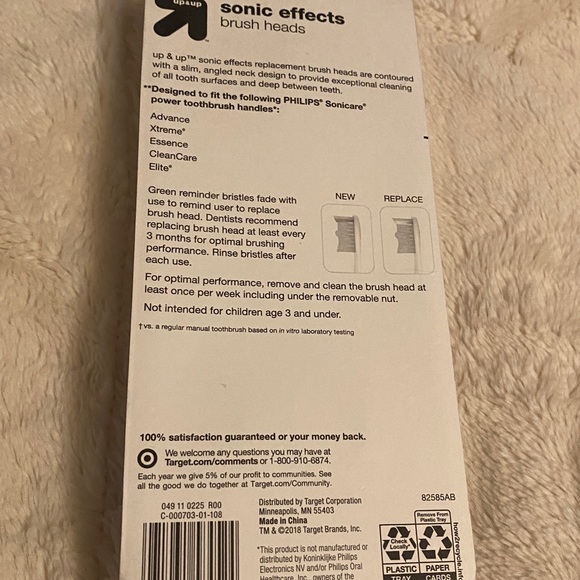 up&up
sonic effects
brush heads
up & up™ sonic effects replacement brush heads are contoured
with a slim, angled neck design to provide exceptional cleaning
of all tooth surfaces and deep between teeth.
**Designed to fit the following PHILIPS® Sonicare®
power toothbrush handles*:
Advance
Xtreme*
Essence
CleanCare
Elite*
Green reminder bristles fade with
use to remind user to replace
brush head. Dentists recommend
replacing brush head at least every
3 months for optimal brushing
performance. Rinse bristles after
each use.
NEW
REPLACE
For optimal performance, remove and clean the brush head at
least once per week including under the removable nut.
Not intended for children age 3 and under.
†vs. a regular manual toothbrush based on in vitro laboratory testing
100% satisfaction guaranteed or your money back.
We welcome any questions you may have at
Target.com/comments or 1-800-910-6874.
Each year we give 5% of our profit to communities. See
all the good we do together at Target.com/Community.
049 11 0225 R00
C-000703-01-108
Distributed by Target Corporation
Minneapolis, MN 55403
Made in China
TM & ©2018 Target Brands, Inc.
82585AB
*This product is not manufactured or
distributed by Koninklijke Philips
Electronics NV and/or Philips Oral
Healthcare, Inc., owners of the
Remove From
Plastic Tray
Check
Locally*
PLASTIC
PAPER
TRAY
CARDS
how2recycle.info